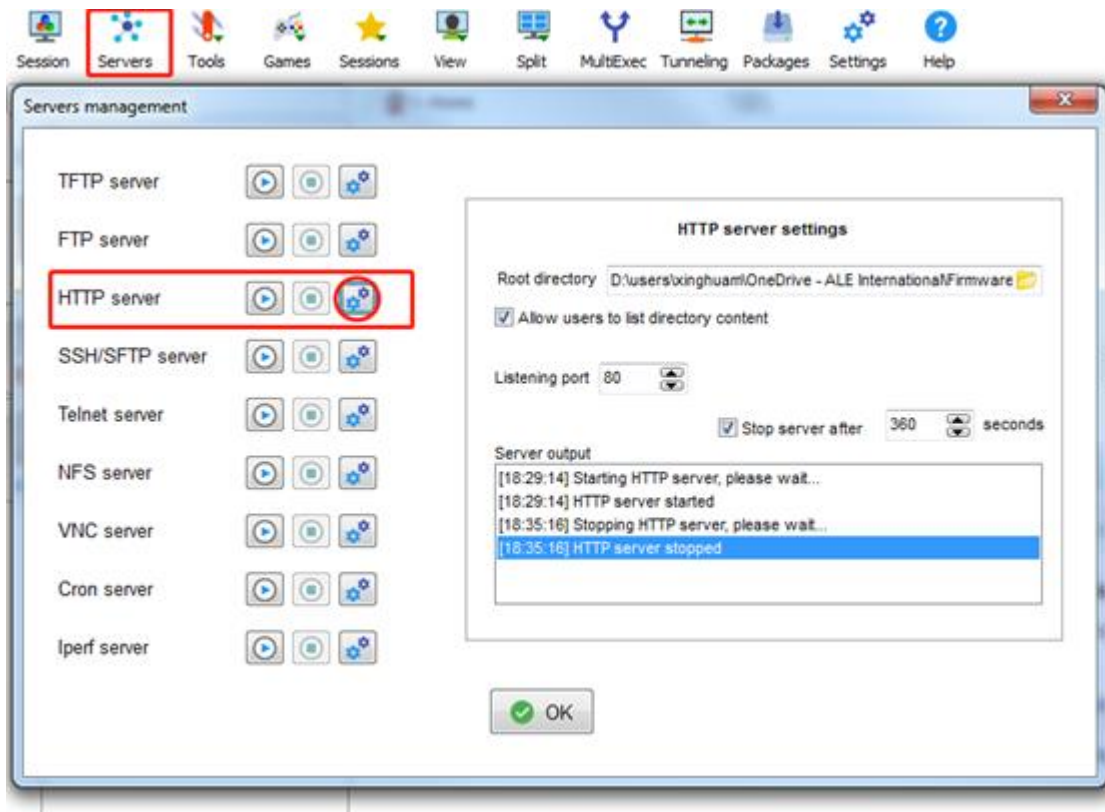 Session Servers Tools Games Sessions View Split MultiExec Tunneling Packages Settings Help
Servers management
TFTP server
FTP server
HTTP server
SSH/SFTP server
Telnet server
NFS server
VNC server
Cron server
Iperf server
HTTP server settings
Root directory D:\users\xinghuam\OneDrive - ALE International\Firmware
Allow users to list directory content
Listening port 80
Stop server after 360 seconds
Server output
[18:29:14] Starting HTTP server, please wait...
[18:29:14] HTTP server started
[18:35:16] Stopping HTTP server, please wait...
[18:35:16] HTTP server stopped
OK